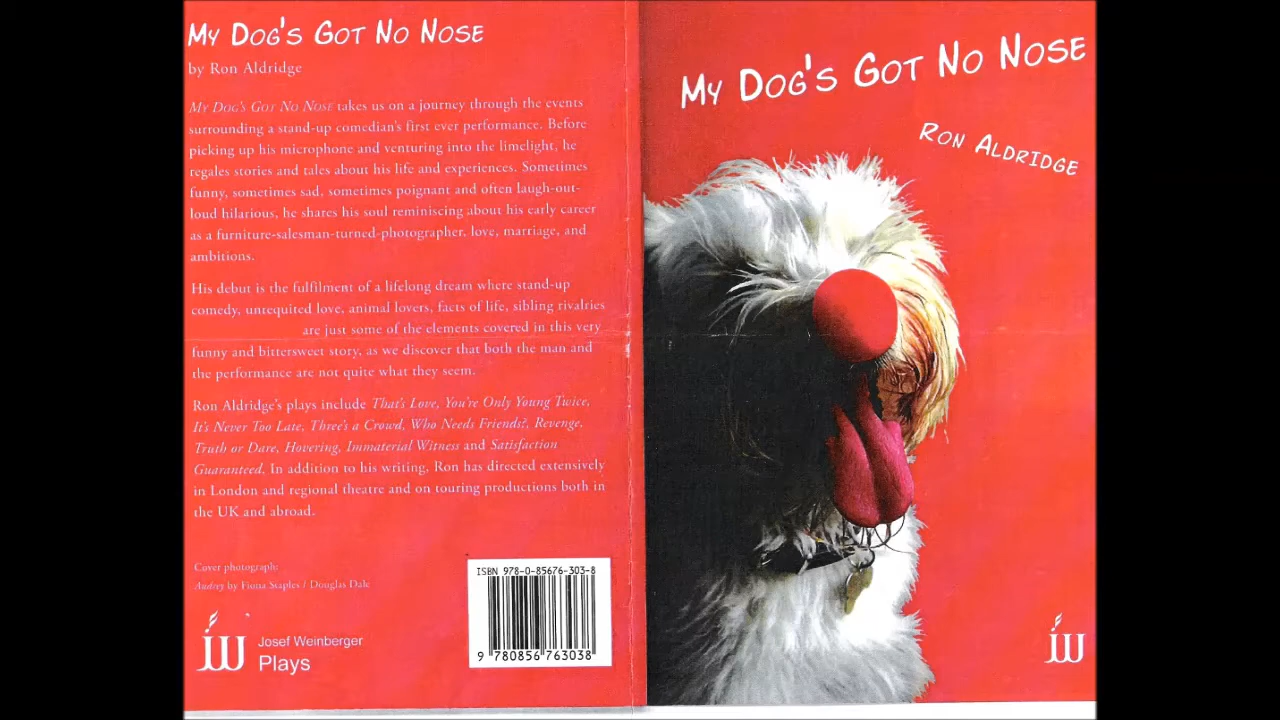 MY DOG'S GOT NO NOSE
by Ron Aldridge
MY DOG'S GOT NO NOSE takes us on a journey through the events
surrounding a stand-up comedian's first ever performance. Before
picking up his microphone and venturing into the limelight, he
regales stories and tales about his life and experiences. Sometimes
funny, sometimes sad, sometimes poignant and often laugh-out-
loud hilarious, he shares his soul reminiscing about his early career
as a furniture-salesman-turned-photographer, love, marriage, and
ambitions.
His debut is the fulfilment of a lifelong dream where stand-up
comedy, unrequited love, animal lovers, facts of life, sibling rivalries
are just some of the elements covered in this very
funny and bittersweet story, as we discover that both the man and
the performance are not quite what they seem.
Ron Aldridge's plays include That's Love, You're Only Young Twice,
It's Never Too Late, Three's a Crowd, Who Needs Friends?, Revenge,
Truth or Dare, Hovering, Immaterial Witness and Satisfaction
Guaranteed. In addition to his writing, Ron has directed extensively
in London and regional theatre and on touring productions both in
the UK and abroad.
Cover photograph:
Audrey by Fiona Staples / Douglas Dale
jw
Josef Weinberger
Plays
ISBN 978-0-85676-303-8
9 780856 763038
MY DOG'S GOT NO NOSE
RON ALDRIDGE
jw